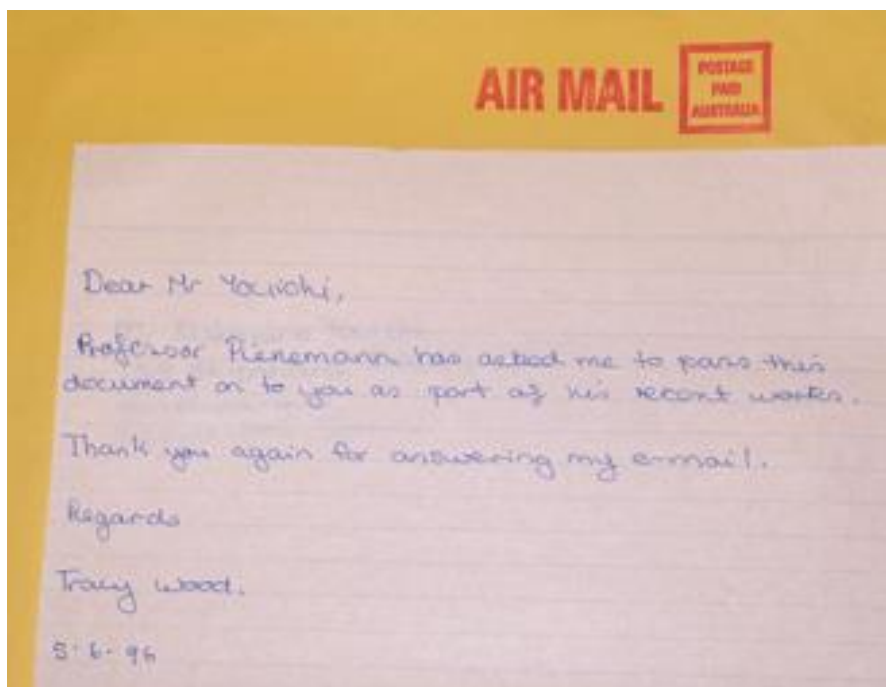 AIR MAIL
POSTAGE
PAID
AUSTRALIA
Dear Mr
Professor Pienemann has asked me to pass this
document on to you as part of his recent works.
Thank you again for answering my e-mail.
Regards
Tracy Wood.
5-6-96